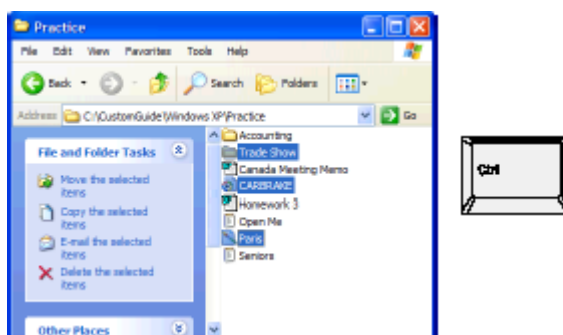 Practice
File Edit View Favorites Tools Help
Back Search Folders
Address C:\CustomGuide\Windows XP\Practice Go
File and Folder Tasks
Move the selected
items
Copy the selected
items
E-mail the selected
items
Delete the selected
items
Other Places
Accounting
Trade Show
Canada Meeting Memo
CARBRAKE
Homework 3
Open Me
Paris
Seniors
Ctrl